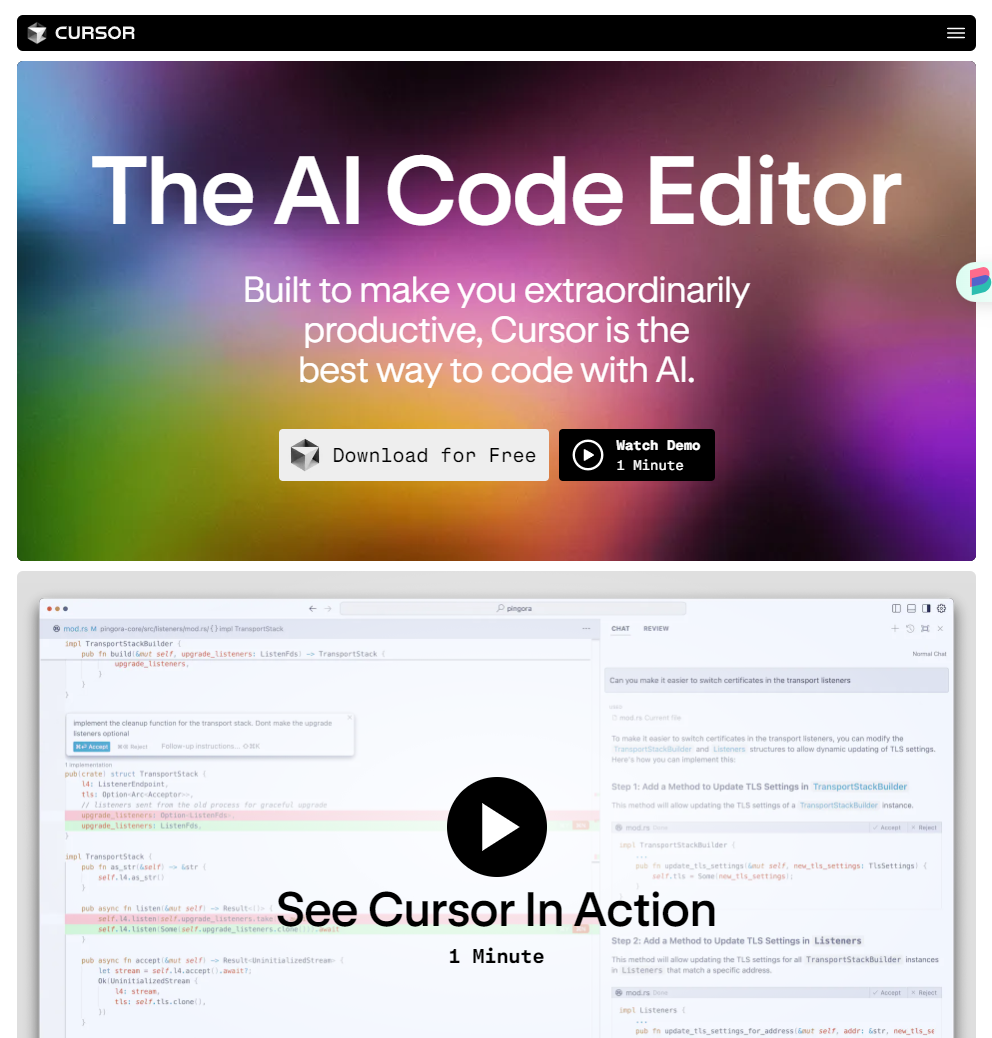 CURSOR
The AI Code Editor
Built to make you extraordinarily
productive, Cursor is the
best way to code with AI.
Download for Free
Watch Demo
1 Minute
pingora
mod.rs M pingora-core/src/listeners/mod.rs/{}impl TransportStack
impl TransportStackBuilder {
pub fn build(&mut self, upgrade_listeners: ListenFds) -> TransportStack {
upgrade_listeners,
}
}
}
Implement the cleanup function for the transport stack. Dont make the upgrade
listeners optional
⌘⏎ Accept ⌘⌫ Reject Follow-up instructions... ⇧⌘K
1 implementation
pub(crate) struct TransportStack {
l4: ListenerEndpoint,
tls: Option<Arc<Acceptor>>,
// listeners sent from the old process for graceful upgrade
upgrade_listeners: Option<ListenFds>,
upgrade_listeners: ListenFds,
}
impl TransportStack {
pub fn as_str(&self) -> &str {
self.l4.as_str()
}
pub async fn listen(&mut self) -> Result<()> {
self.l4.listen(self.upgrade_listeners.take
self.l4.listen(Some(self.upgrade_listeners.clone())).await
}
pub async fn accept(&mut self) -> Result<UninitializedStream> {
let stream = self.l4.accept().await?;
Ok(UninitializedStream {
l4: stream,
tls: self.tls.clone(),
})
}
CHAT REVIEW
Normal Chat
Can you make it easier to switch certificates in the transport listeners
mod.rs Current file
To make it easier to switch certificates in the transport listeners, you can modify the
TransportStackBuilder and Listeners structures to allow dynamic updating of TLS settings.
Here's how you can implement this:
Step 1: Add a Method to Update TLS Settings in TransportStackBuilder
This method will allow updating the TLS settings of a TransportStackBuilder instance.
mod.rs Done ✓ Accept × Reject
impl TransportStackBuilder {
...
pub fn update_tls_settings(&mut self, new_tls_settings: TlsSettings) {
self.tls = Some(new_tls_settings);
}
See Cursor In Action
1 Minute
Step 2: Add a Method to Update TLS Settings in Listeners
This method will allow updating the TLS settings for all TransportStackBuilder instances
in Listeners that match a specific address.
mod.rs Done ✓ Accept × Reject
impl Listeners {
...
pub fn update_tls_settings_for_address(&mut self, addr: &str, new_tls_se